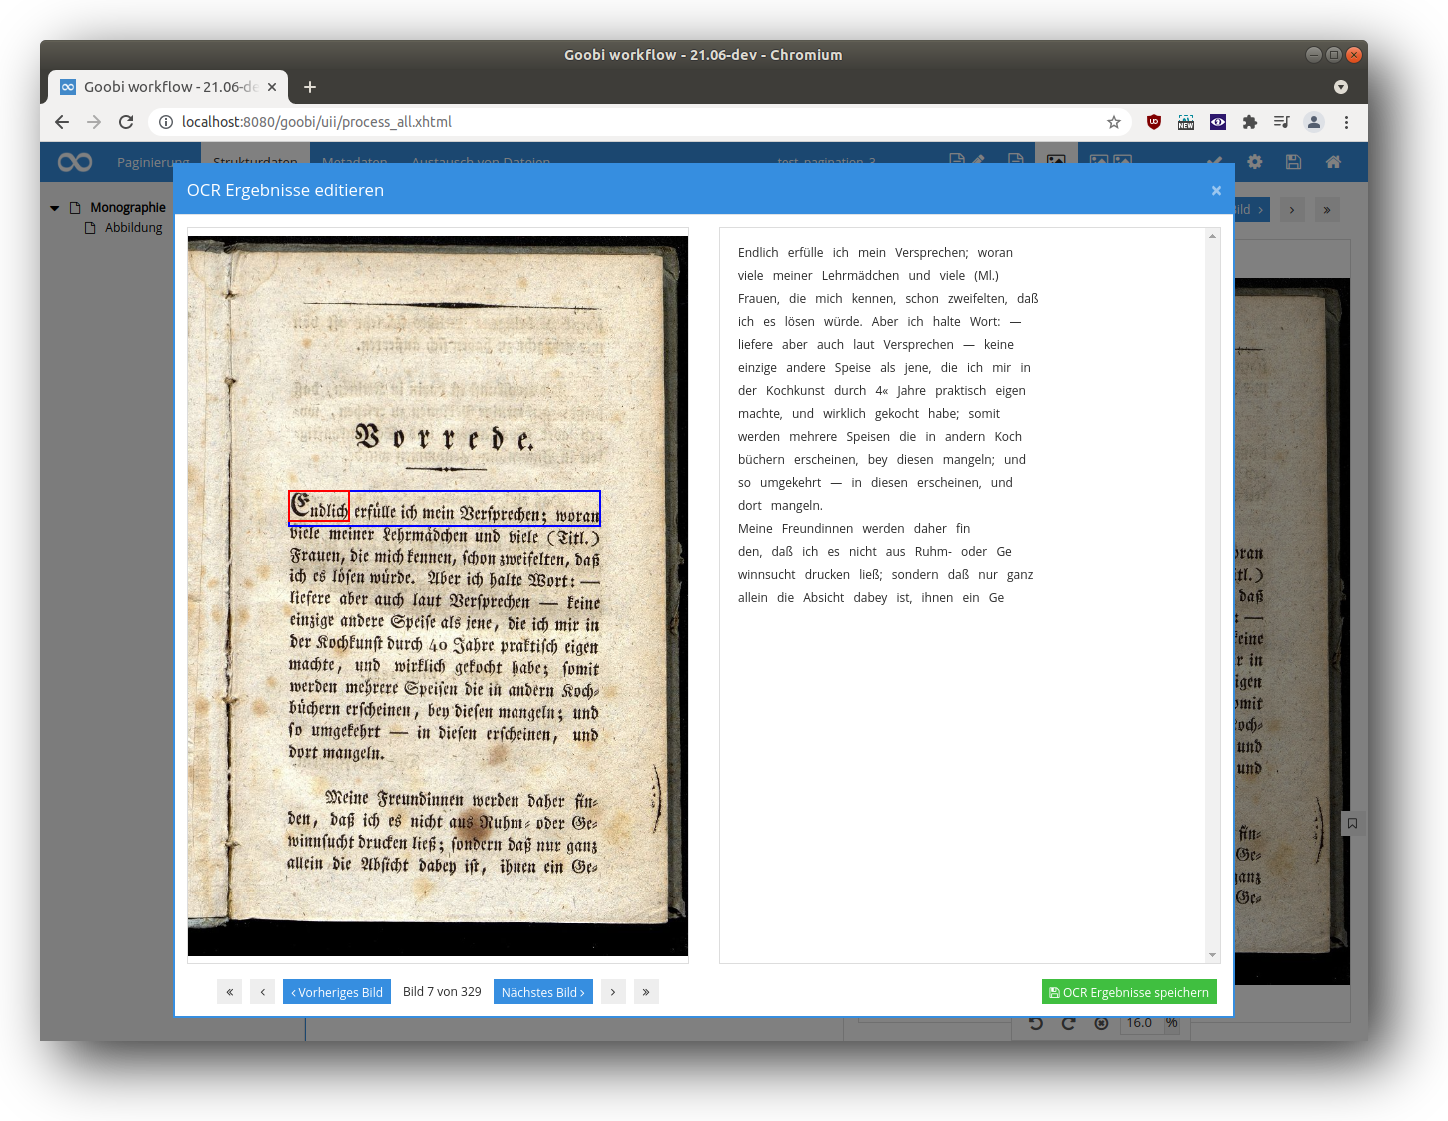 Goobi workflow - 21.06-dev - Chromium
Goobi workflow - 21.06-de
localhost:8080/goobi/uii/process_all.xhtml
NEW
Paginierung Strukturdaten Metadaten Austausch von Dateien test_pagination_3
OCR Ergebnisse editieren
Monographie
Abbildung
Bild
Vorrede.
Endlich erfülle ich mein Verſprechen; woran
viele meiner Lehrmädchen und viele (Titl.)
Frauen, die mich kennen, ſchon zweifelten, daß
ich es löſen würde. Aber ich halte Wort: —
liefere aber auch laut Verſprechen — keine
einzige andere Speiſe als jene, die ich mir in
der Kochkunſt durch 40 Jahre praktiſch eigen
machte, und wirklich gekocht habe; ſomit
werden mehrere Speiſen die in andern Koch⸗
büchern erſcheinen, bey dieſen mangeln; und
ſo umgekehrt — in dieſen erſcheinen, und
dort mangeln.
Meine Freundinnen werden daher fin⸗
den, daß ich es nicht aus Ruhm⸗ oder Ge⸗
winnſucht drucken ließ; ſondern daß nur ganz
allein die Abſicht dabey iſt, ihnen ein Ge⸗
Endlich erfülle ich mein Versprechen; woran
viele meiner Lehrmädchen und viele (Ml.)
Frauen, die mich kennen, schon zweifelten, daß
ich es lösen würde. Aber ich halte Wort: —
liefere aber auch laut Versprechen — keine
einzige andere Speise als jene, die ich mir in
der Kochkunst durch 4« Jahre praktisch eigen
machte, und wirklich gekocht habe; somit
werden mehrere Speisen die in andern Koch
büchern erscheinen, bey diesen mangeln; und
so umgekehrt — in diesen erscheinen, und
dort mangeln.
Meine Freundinnen werden daher fin
den, daß ich es nicht aus Ruhm- oder Ge
winnsucht drucken ließ; sondern daß nur ganz
allein die Absicht dabey ist, ihnen ein Ge
« ‹ ‹ Vorheriges Bild Bild 7 von 329 Nächstes Bild › › »
OCR Ergebnisse speichern
16.0 %